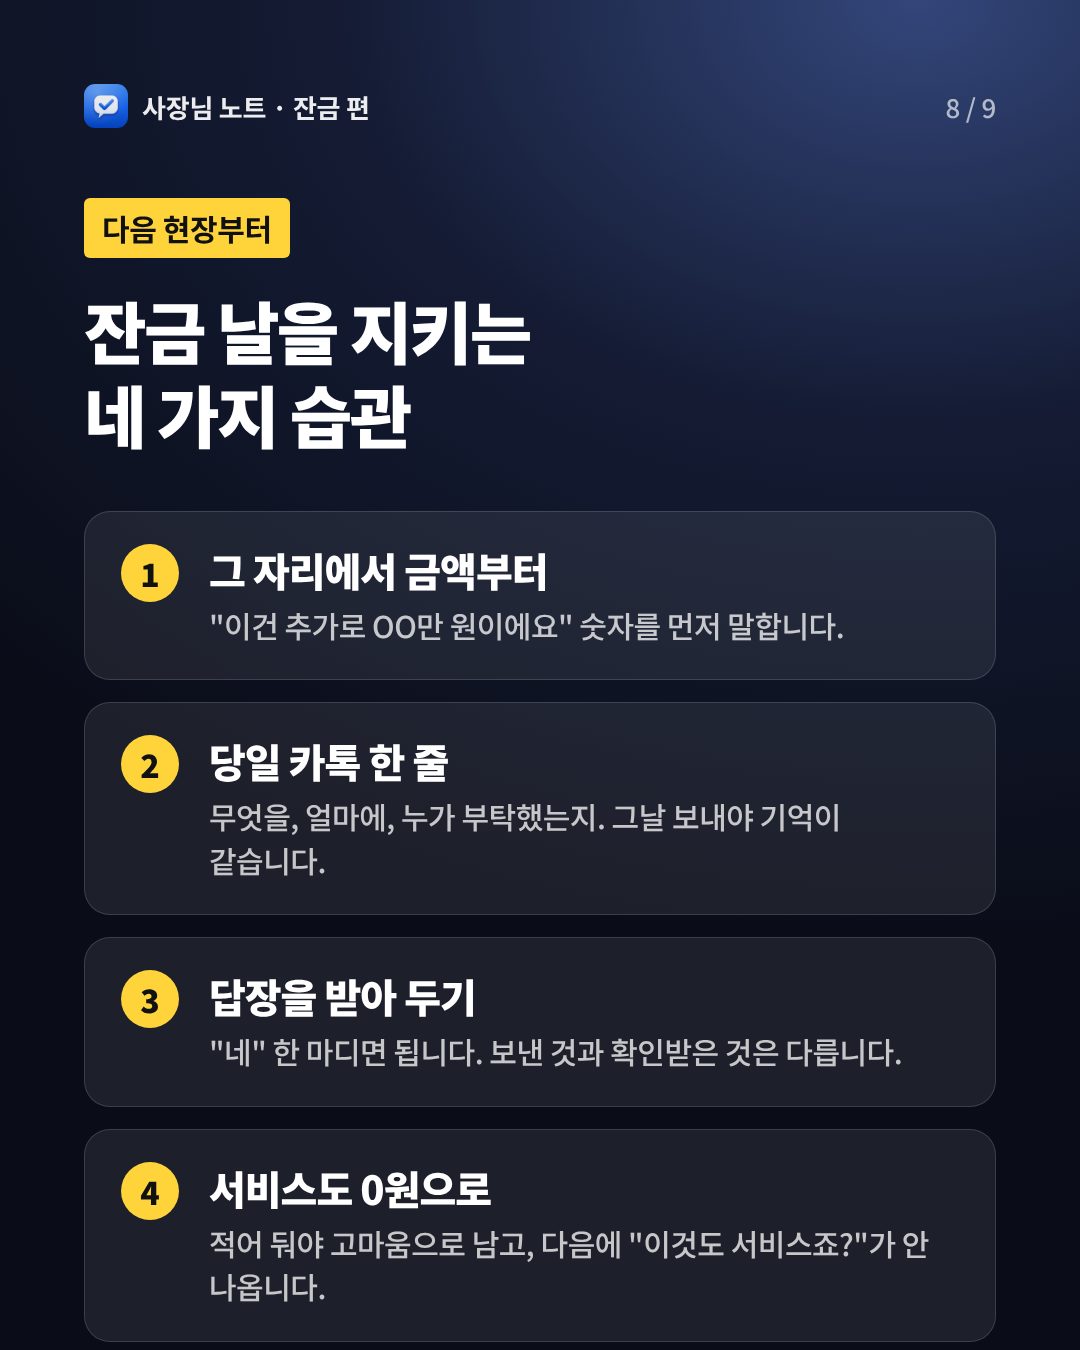 사장님 노트 · 잔금 편
8 / 9
다음 현장부터
잔금 날을 지키는
네 가지 습관
1
그 자리에서 금액부터
"이건 추가로 OO만 원이에요" 숫자를 먼저 말합니다.
2
당일 카톡 한 줄
무엇을, 얼마에, 누가 부탁했는지. 그날 보내야 기억이
같습니다.
3
답장을 받아 두기
"네" 한 마디면 됩니다. 보낸 것과 확인받은 것은 다릅니다.
4
서비스도 0원으로
적어 둬야 고마움으로 남고, 다음에 "이것도 서비스죠?"가 안
나옵니다.